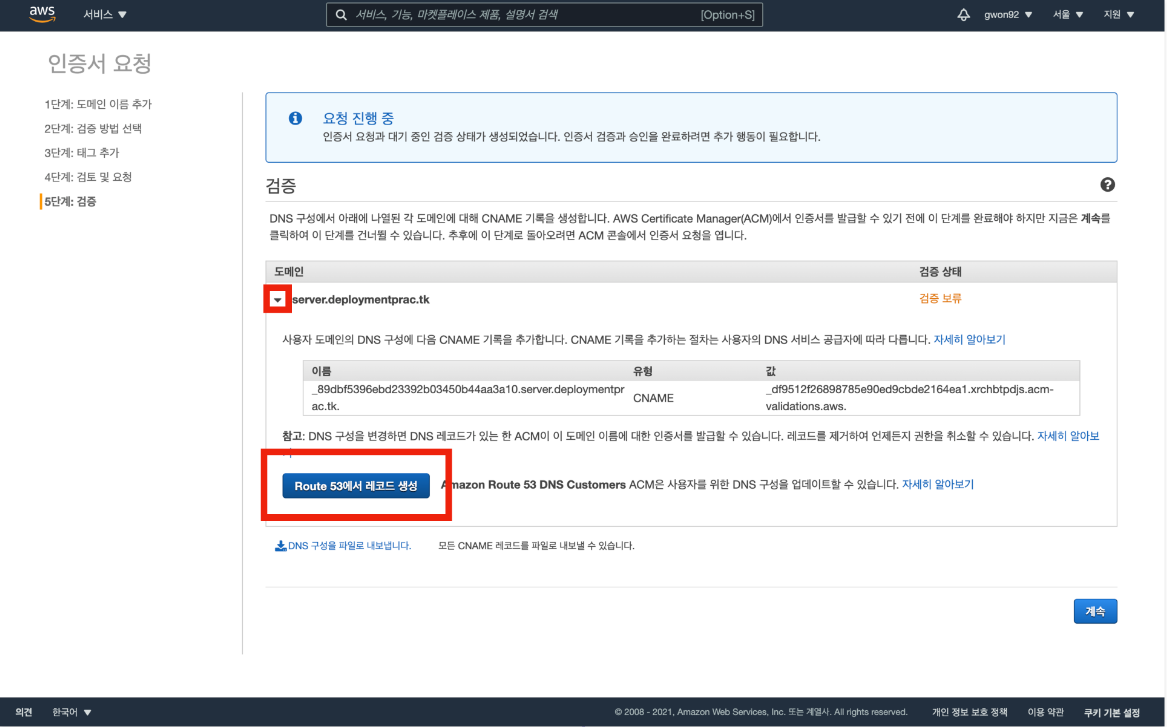 aws 서비스 ▼ 서비스, 기능, 마켓플레이스 제품, 설명서 검색 [Option+S] gwon92 ▼ 서울 ▼ 지원 ▼
인증서 요청
1단계: 도메인 이름 추가
2단계: 검증 방법 선택
3단계: 태그 추가
4단계: 검토 및 요청
5단계: 검증
요청 진행 중
인증서 요청과 대기 중인 검증 상태가 생성되었습니다. 인증서 검증과 승인을 완료하려면 추가 행동이 필요합니다.
검증
DNS 구성에서 아래에 나열된 각 도메인에 대해 CNAME 기록을 생성합니다. AWS Certificate Manager(ACM)에서 인증서를 발급할 수 있기 전에 이 단계를 완료해야 하지만 지금은 계속를
클릭하여 이 단계를 건너뛸 수 있습니다. 추후에 이 단계로 돌아오려면 ACM 콘솔에서 인증서 요청을 엽니다.
도메인 검증 상태
server.deploymentprac.tk 검증 보류
사용자 도메인의 DNS 구성에 다음 CNAME 기록을 추가합니다. CNAME 기록을 추가하는 절차는 사용자의 DNS 서비스 공급자에 따라 다릅니다. 자세히 알아보기
이름 유형 값
_89dbf5396ebd23392b03450b44aa3a10.server.deploymentpr CNAME _df9512f26898785e90ed9cbde2164ea1.xrchbtpdjs.acm-
ac.tk. validations.aws.
참고: DNS 구성을 변경하면 DNS 레코드가 있는 한 ACM이 이 도메인 이름에 대한 인증서를 발급할 수 있습니다. 레코드를 제거하여 언제든지 권한을 취소할 수 있습니다. 자세히 알아보
Route 53에서 레코드 생성 Amazon Route 53 DNS Customers ACM은 사용자를 위한 DNS 구성을 업데이트할 수 있습니다. 자세히 알아보기
DNS 구성을 파일로 내보냅니다. 모든 CNAME 레코드를 파일로 내보낼 수 있습니다.
계속
의견 한국어 ▼ © 2008 - 2021, Amazon Web Services, Inc. 또는 계열사. All rights reserved. 개인 정보 보호 정책 이용 약관 쿠키 기본 설정